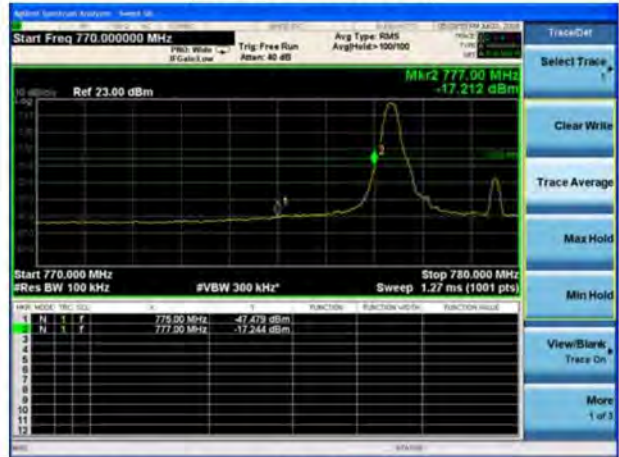 Agilent Spectrum Analyzer - Swept SA
Start Freq 770.000000 MHz
PNO: Wide
IFGain:Low
Trig: Free Run
Atten: 40 dB
Avg Type: RMS
Avg|Hold:>100/100
Trace/Det
Select Trace
1
Mkr2 777.00 MHz
-17.212 dBm
10 dB/div
Ref 23.00 dBm
Log
2
1
Clear Write
Trace Average
Max Hold
Min Hold
View/Blank
Trace On
More
1 of 3
Start 770.000 MHz
Stop 780.000 MHz
#Res BW 100 kHz
#VBW 300 kHz*
Sweep 1.27 ms (1001 pts)
MKR MODE TRC SCL X Y FUNCTION FUNCTION WIDTH FUNCTION VALUE
1 N 1 f 775.00 MHz -47.479 dBm
2 N 1 f 777.00 MHz -17.244 dBm
3
4
5
6
7
8
9
10
11
12
MSG
STATUS